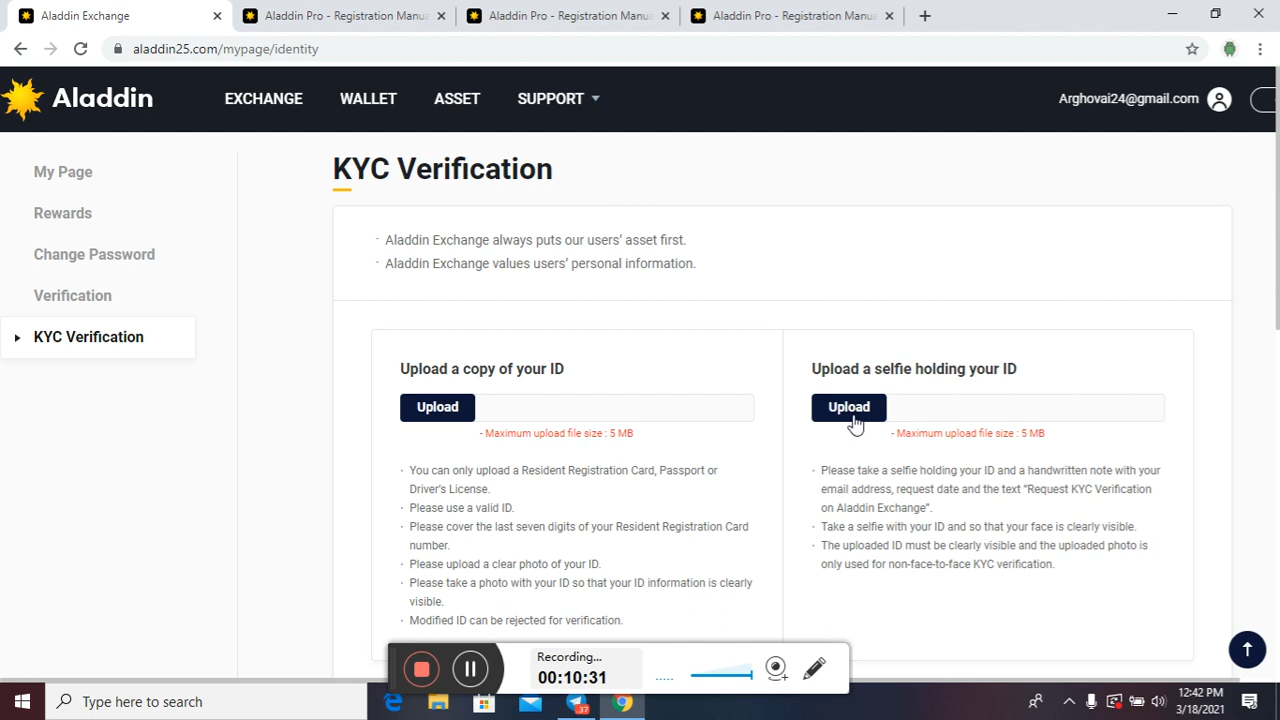 Aladdin Exchange
Aladdin Pro - Registration Manua
Aladdin Pro - Registration Manua
Aladdin Pro - Registration Manua
aladdin25.com/mypage/identity
Aladdin
EXCHANGE
WALLET
ASSET
SUPPORT
Arghovai24@gmail.com
My Page
Rewards
Change Password
Verification
KYC Verification
KYC Verification
- Aladdin Exchange always puts our users' asset first.
- Aladdin Exchange values users' personal information.
Upload a copy of your ID
Upload
- Maximum upload file size : 5 MB
· You can only upload a Resident Registration Card, Passport or
Driver's License.
· Please use a valid ID.
· Please cover the last seven digits of your Resident Registration Card
number.
· Please upload a clear photo of your ID.
· Please take a photo with your ID so that your ID information is clearly
visible.
· Modified ID can be rejected for verification.
Upload a selfie holding your ID
Upload
- Maximum upload file size : 5 MB
· Please take a selfie holding your ID and a handwritten note with your
email address, request date and the text “Request KYC Verification
on Aladdin Exchange”.
· Take a selfie with your ID and so that your face is clearly visible.
· The uploaded ID must be clearly visible and the uploaded photo is
only used for non-face-to-face KYC verification.
Recording...
00:10:31
Type here to search
37
12:42 PM
3/18/2021